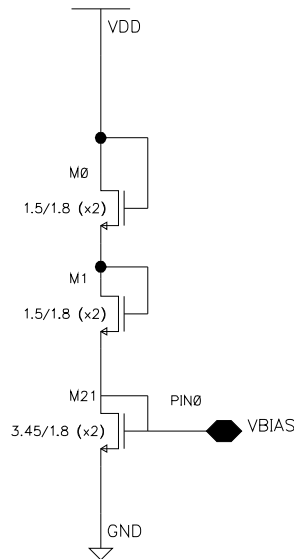 VDD
MØ
1.5/1.8 (x2)
M1
1.5/1.8 (x2)
M21
PINØ
VBIAS
3.45/1.8 (x2)
GND